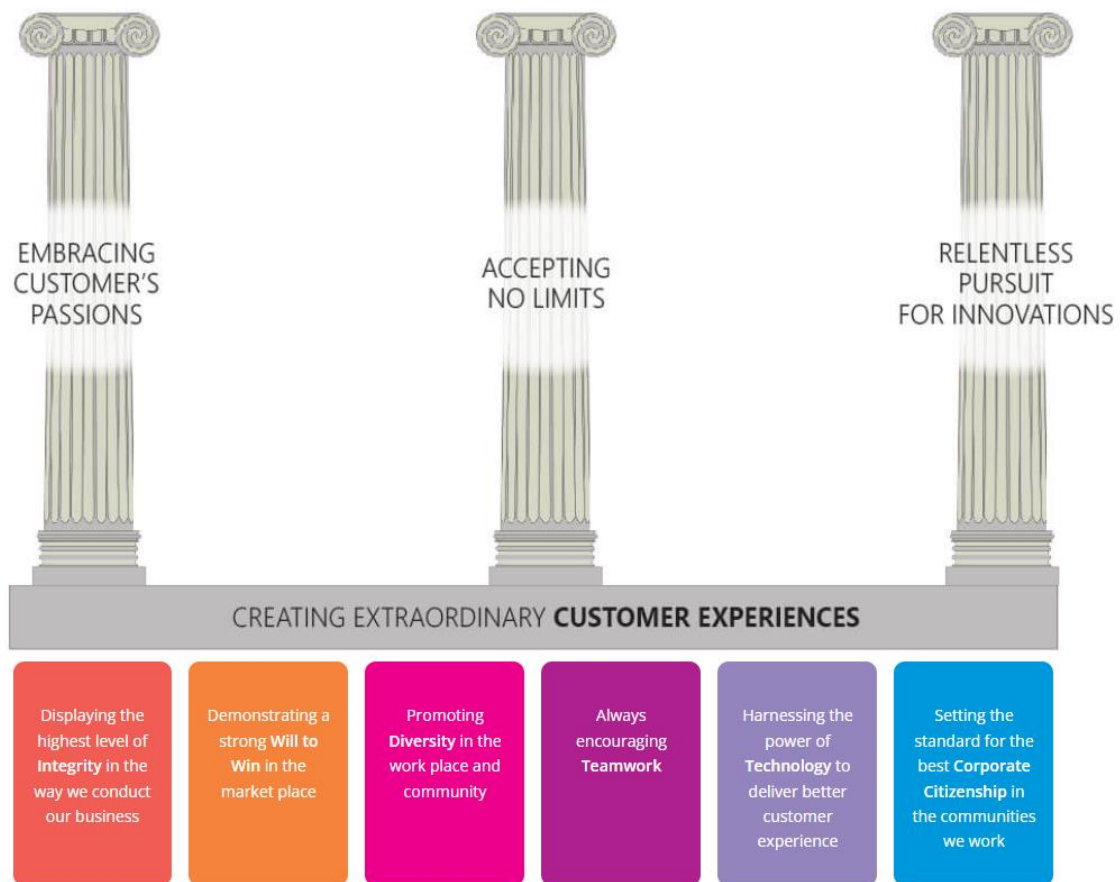 EMBRACING
CUSTOMER'S
PASSIONS
ACCEPTING
NO LIMITS
RELENTLESS
PURSUIT
FOR INNOVATIONS
CREATING EXTRAORDINARY CUSTOMER EXPERIENCES
Displaying the
highest level of
Integrity in the
way we conduct
our business
Demonstrating a
strong Will to
Win in the
market place
Promoting
Diversity in the
work place and
community
Always
encouraging
Teamwork
Harnessing the
power of
Technology to
deliver better
customer
experience
Setting the
standard for the
best Corporate
Citizenship in
the communities
we work